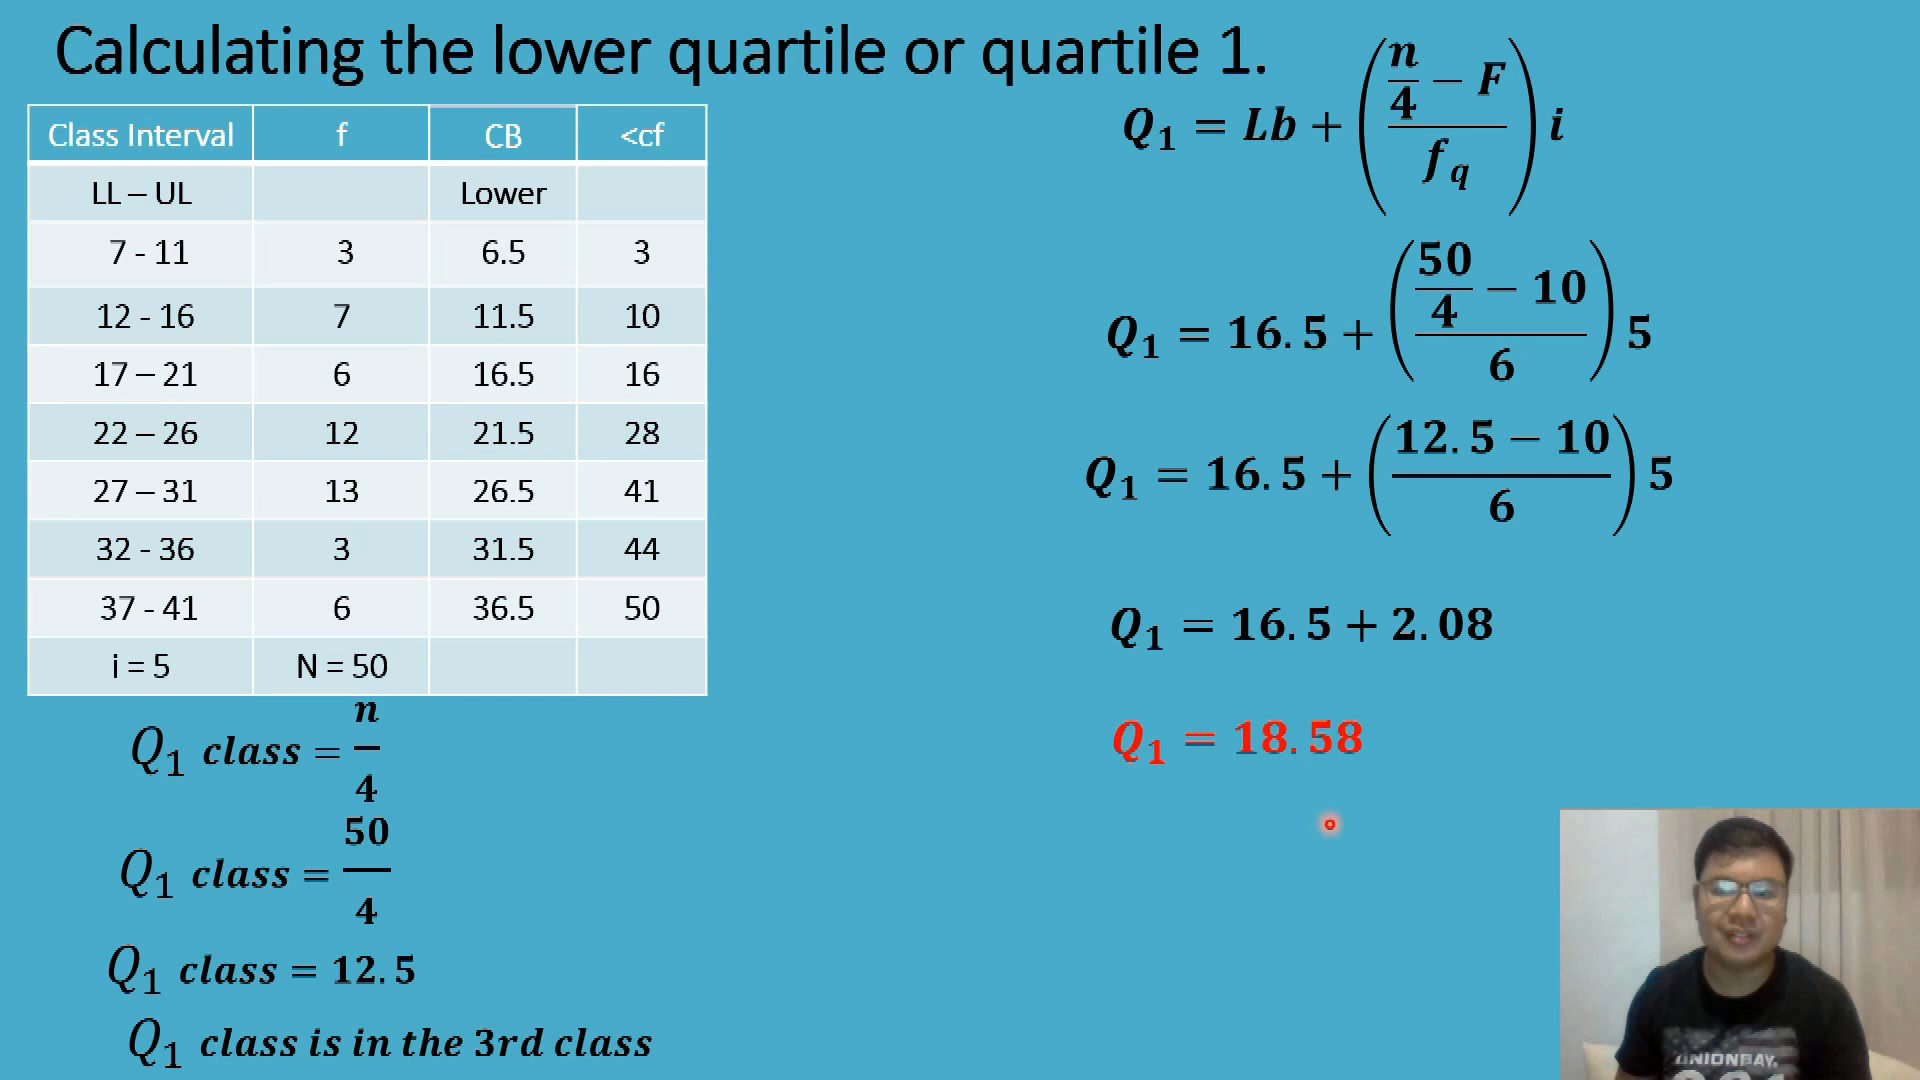 Calculating the lower quartile or quartile 1.
Class Interval f CB <cf
LL – UL Lower
7 - 11 3 6.5 3
12 - 16 7 11.5 10
17 – 21 6 16.5 16
22 – 26 12 21.5 28
27 – 31 13 26.5 41
32 - 36 3 31.5 44
37 - 41 6 36.5 50
i = 5 N = 50
Q₁ class = n/4
Q₁ class = 50/4
Q₁ class = 12.5
Q₁ class is in the 3rd class
Q₁ = Lb + ((n/4 − F)/f_q) i
Q₁ = 16.5 + ((50/4 − 10)/6) 5
Q₁ = 16.5 + ((12.5 − 10)/6) 5
Q₁ = 16.5 + 2.08
Q₁ = 18.58
UNIONBAY